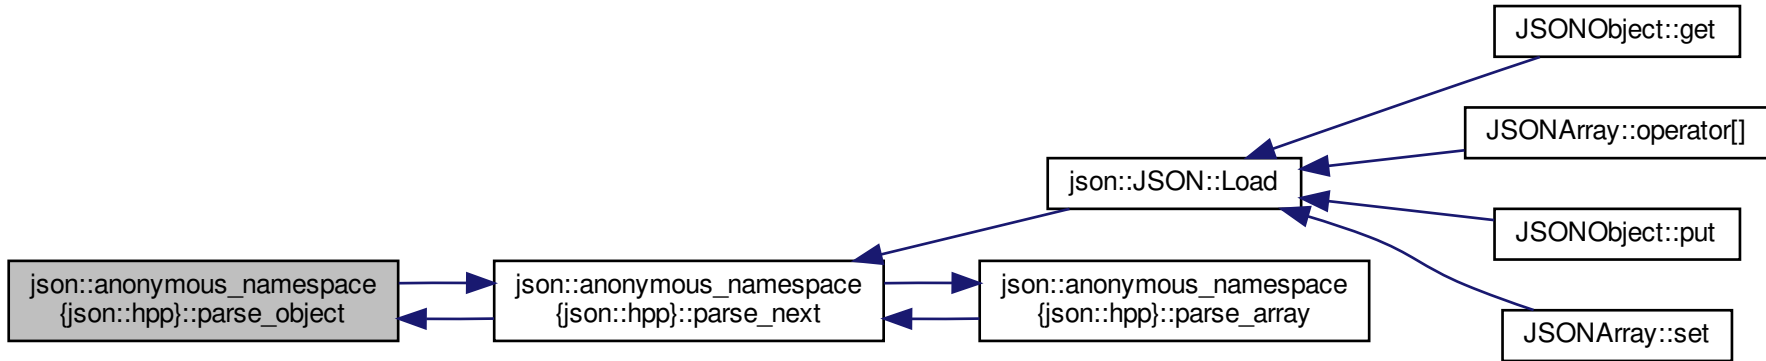 JSONObject::get
JSONArray::operator[]
json::JSON::Load
JSONObject::put
json::anonymous_namespace
{json::hpp}::parse_object
json::anonymous_namespace
{json::hpp}::parse_next
json::anonymous_namespace
{json::hpp}::parse_array
JSONArray::set